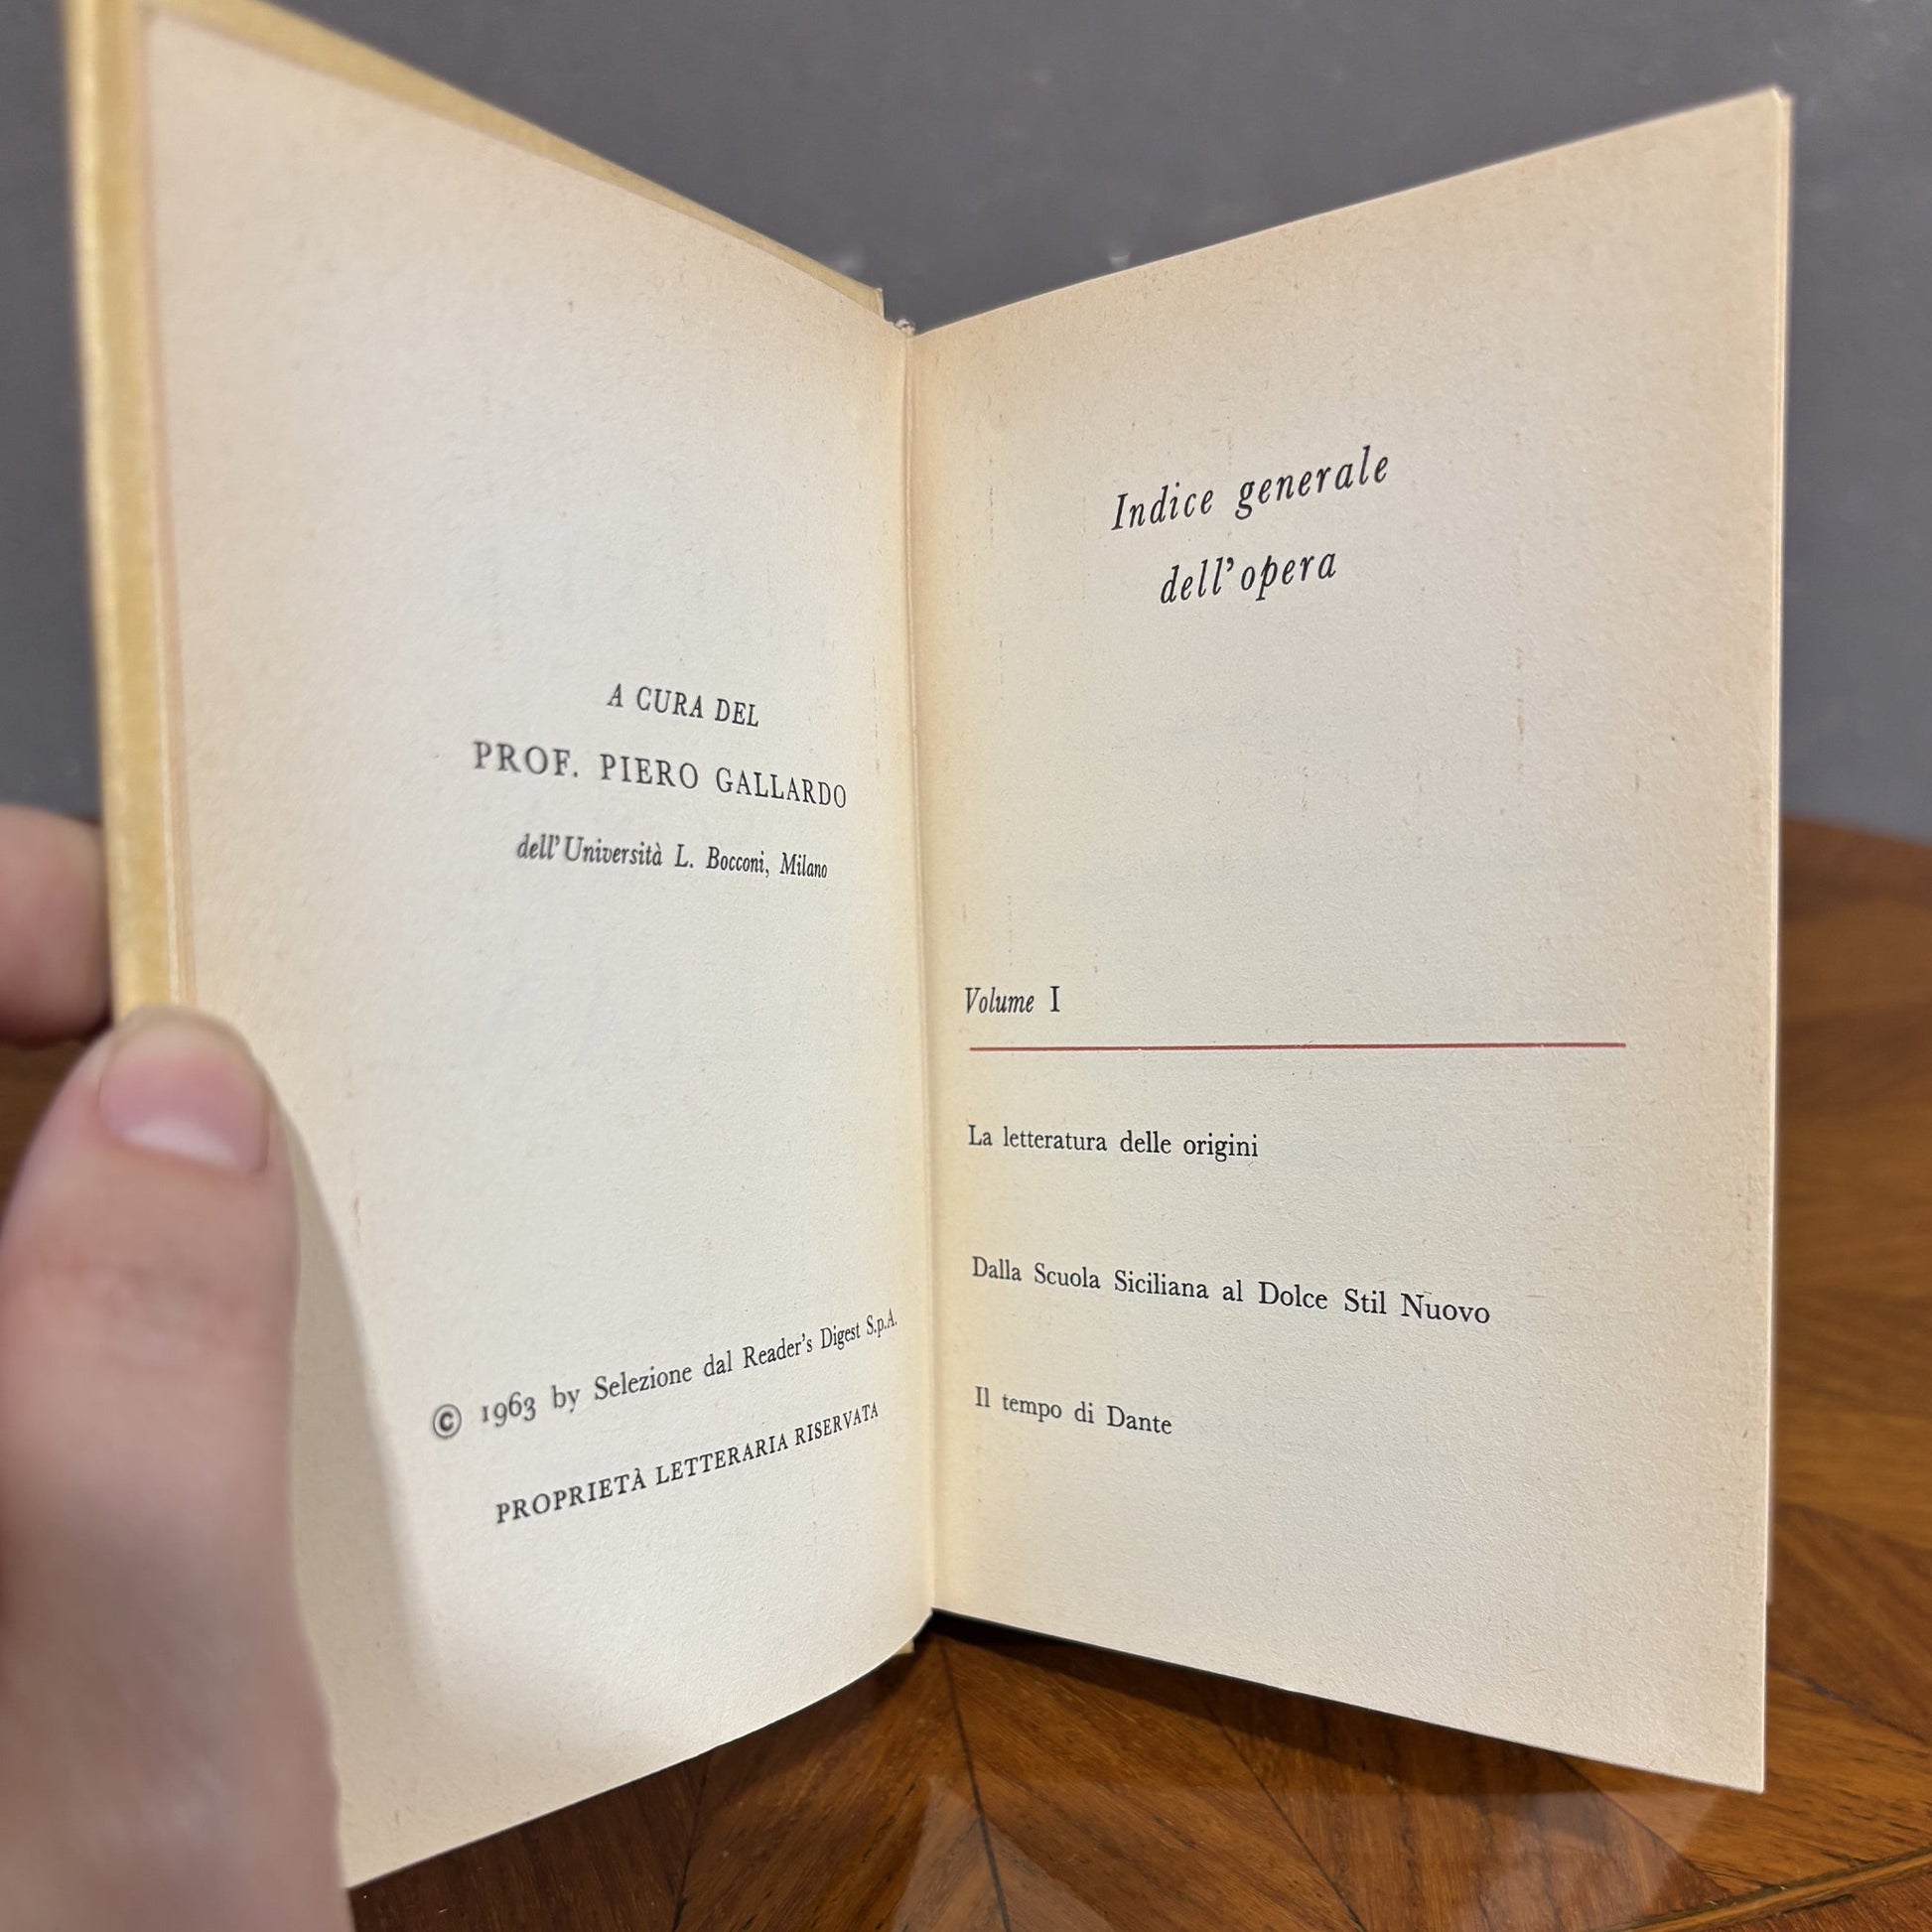 A CURA DEL
PROF. PIERO GALLARDO
dell'Università L. Bocconi, Milano
© 1963 by Selezione dal Reader's Digest S.p.A.
PROPRIETÀ LETTERARIA RISERVATA
Indice generale
dell'opera
Volume I
La letteratura delle origini
Dalla Scuola Siciliana al Dolce Stil Nuovo
Il tempo di Dante